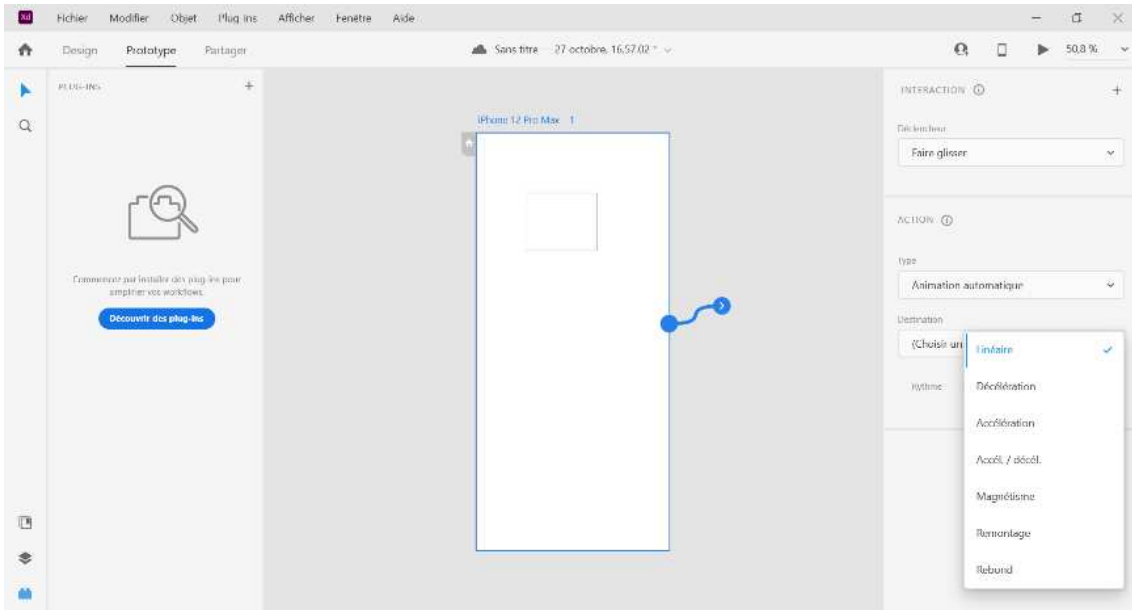 Xd Fichier Modifier Objet Plug-ins Afficher Fenêtre Aide
Design Prototype Partager Sans titre 27 octobre, 16.57.02 * 50,8 %
PLUG-INS
Commencez par installer des plug-ins pour
simplifier vos workflows.
Découvrir des plug-ins
iPhone 12 Pro Max - 1
INTERACTION
Déclencheur
Faire glisser
ACTION
Type
Animation automatique
Destination
(Choisir un
Rythme
Linéaire
Décélération
Accélération
Accél. / décél.
Magnétisme
Remontage
Rebond